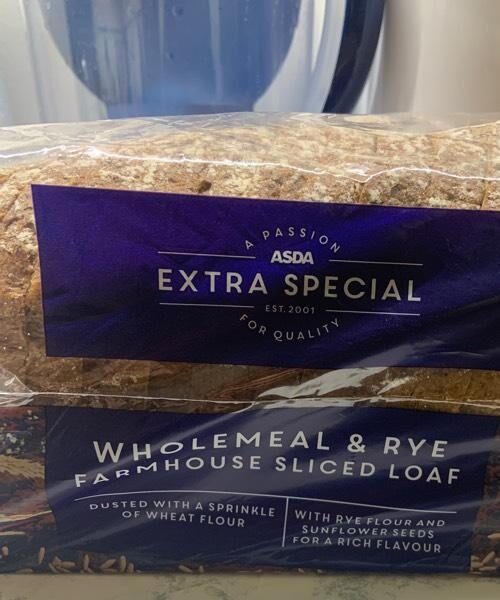 A PASSION
ASDA
EXTRA SPECIAL
EST. 2001
FOR QUALITY
WHOLEMEAL & RYE
FARMHOUSE SLICED LOAF
DUSTED WITH A SPRINKLE
OF WHEAT FLOUR
WITH RYE FLOUR AND
SUNFLOWER SEEDS
FOR A RICH FLAVOUR